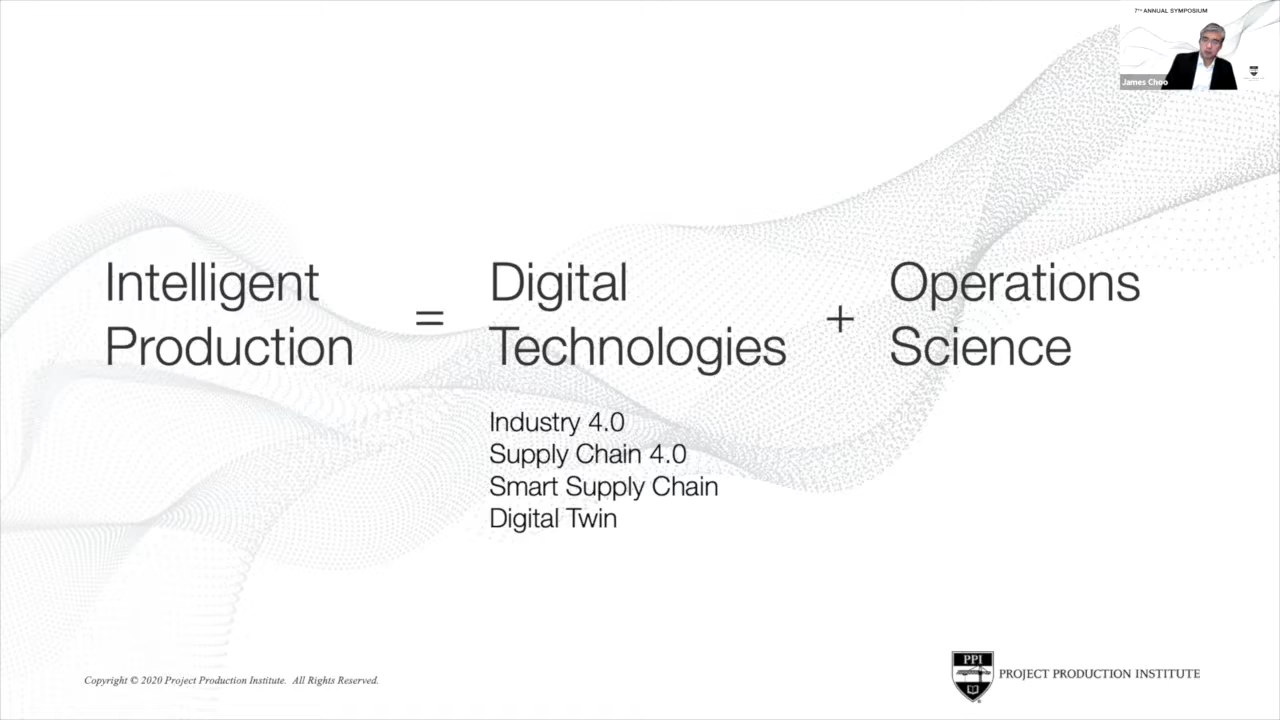 7TH ANNUAL SYMPOSIUM
James Choo
Intelligent
Production
=
Digital
Technologies
+
Operations
Science
Industry 4.0
Supply Chain 4.0
Smart Supply Chain
Digital Twin
Copyright © 2020 Project Production Institute. All Rights Reserved.
PPI
PROJECT PRODUCTION INSTITUTE